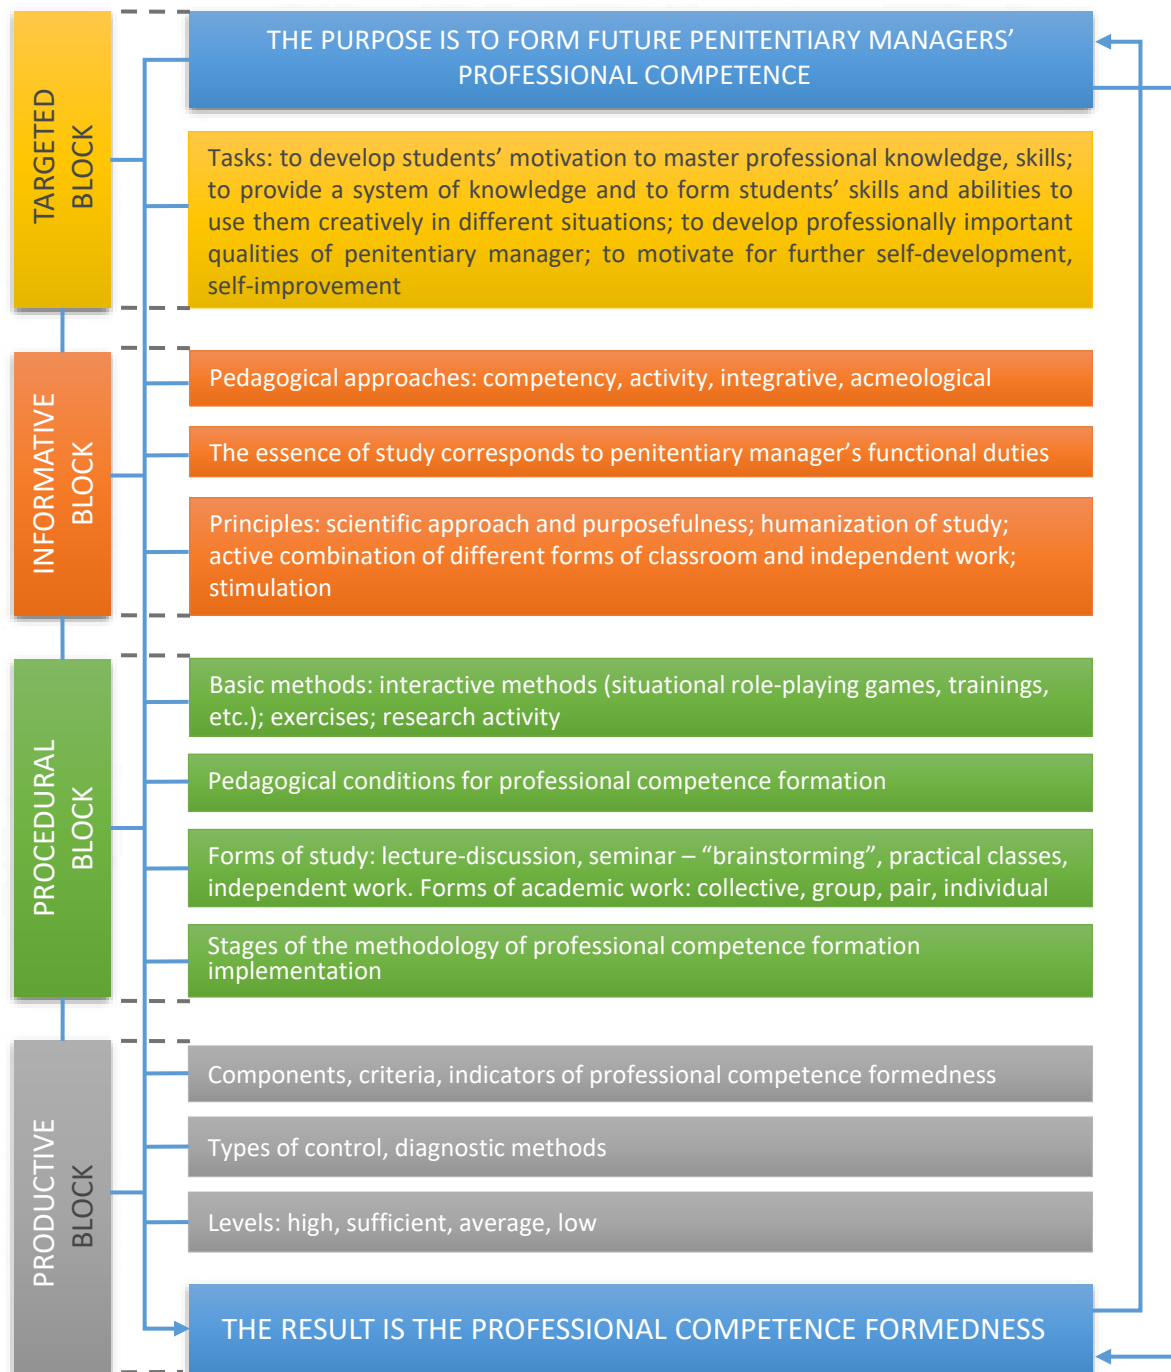 TARGETED
BLOCK
THE PURPOSE IS TO FORM FUTURE PENITENTIARY MANAGERS’
PROFESSIONAL COMPETENCE
Tasks: to develop students’ motivation to master professional knowledge, skills;
to provide a system of knowledge and to form students’ skills and abilities to
use them creatively in different situations; to develop professionally important
qualities of penitentiary manager; to motivate for further self-development,
self-improvement
INFORMATIVE
BLOCK
Pedagogical approaches: competency, activity, integrative, acmeological
The essence of study corresponds to penitentiary manager’s functional duties
Principles: scientific approach and purposefulness; humanization of study;
active combination of different forms of classroom and independent work;
stimulation
PROCEDURAL
BLOCK
Basic methods: interactive methods (situational role-playing games, trainings,
etc.); exercises; research activity
Pedagogical conditions for professional competence formation
Forms of study: lecture-discussion, seminar – “brainstorming”, practical classes,
independent work. Forms of academic work: collective, group, pair, individual
Stages of the methodology of professional competence formation
implementation
PRODUCTIVE
BLOCK
Components, criteria, indicators of professional competence formedness
Types of control, diagnostic methods
Levels: high, sufficient, average, low
THE RESULT IS THE PROFESSIONAL COMPETENCE FORMEDNESS